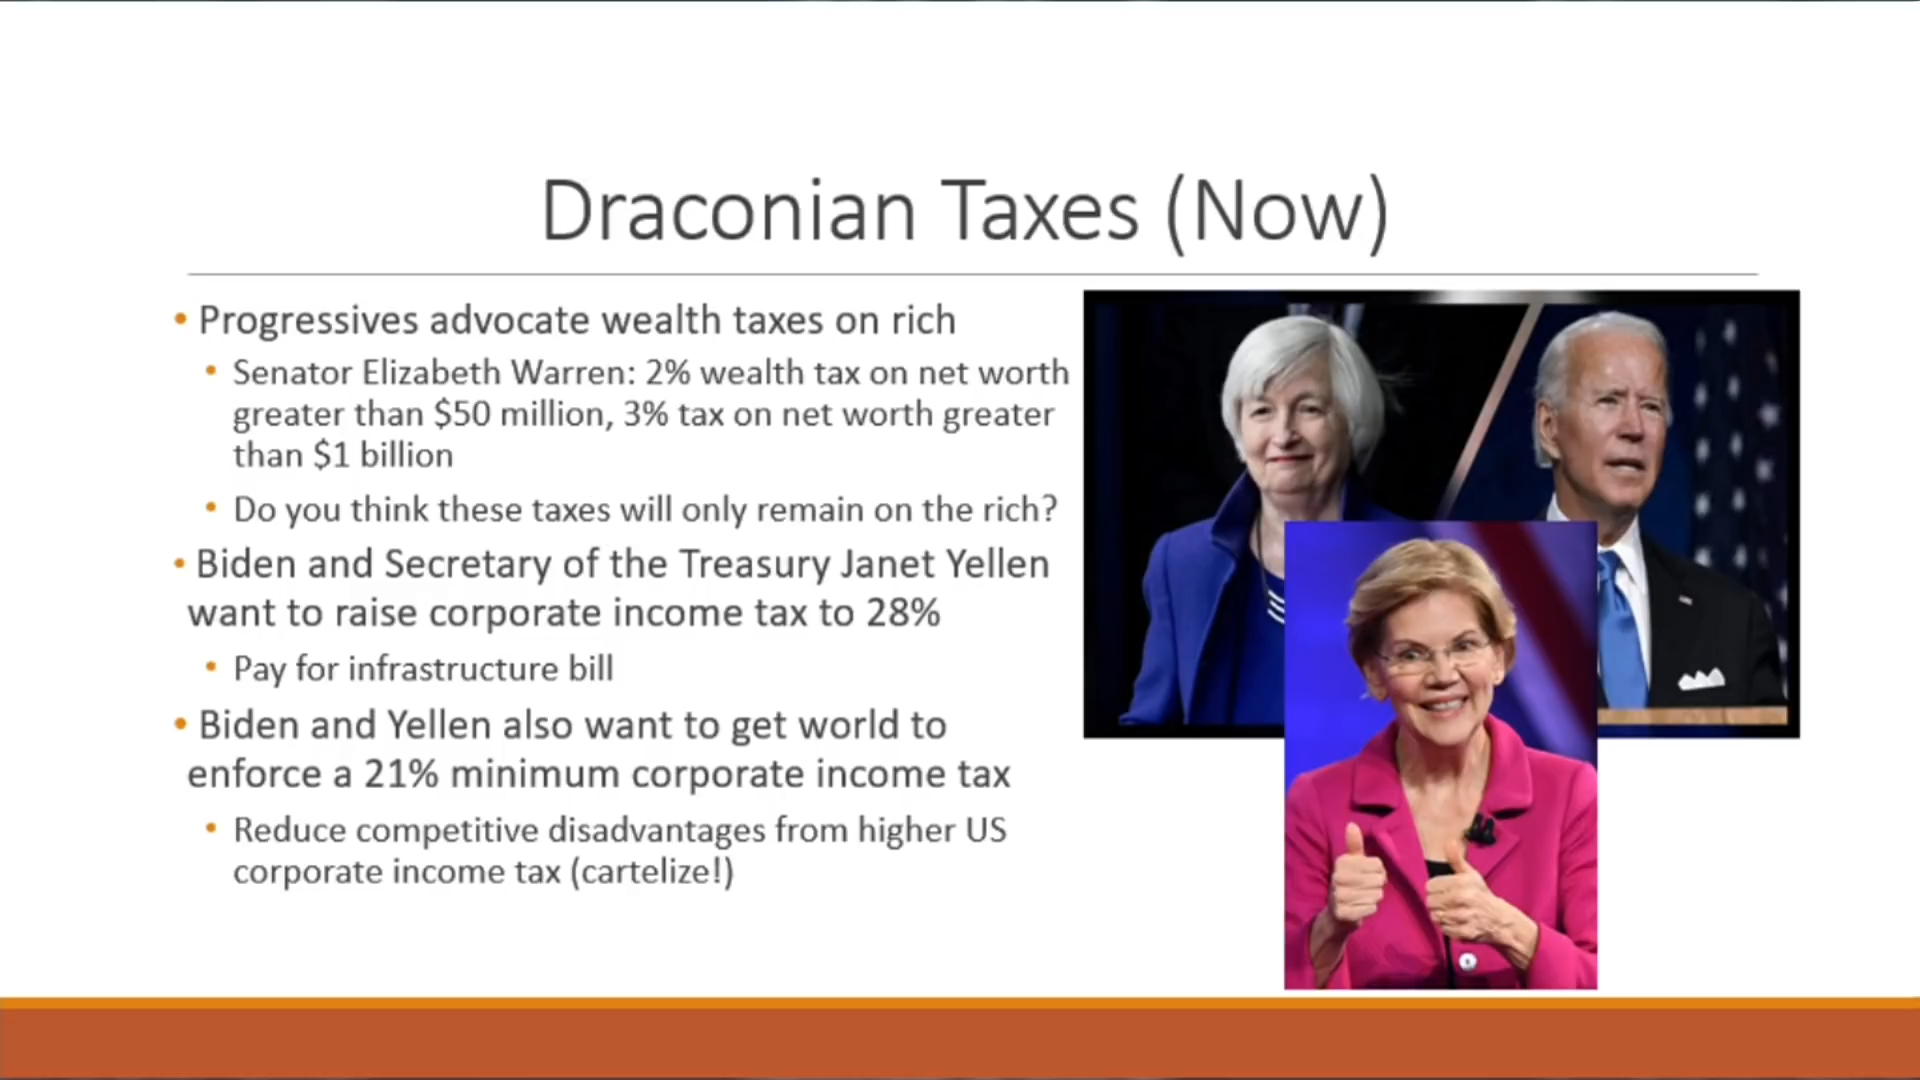 Draconian Taxes (Now)
• Progressives advocate wealth taxes on rich
• Senator Elizabeth Warren: 2% wealth tax on net worth
greater than $50 million, 3% tax on net worth greater
than $1 billion
• Do you think these taxes will only remain on the rich?
• Biden and Secretary of the Treasury Janet Yellen
want to raise corporate income tax to 28%
• Pay for infrastructure bill
• Biden and Yellen also want to get world to
enforce a 21% minimum corporate income tax
• Reduce competitive disadvantages from higher US
corporate income tax (cartelize!)